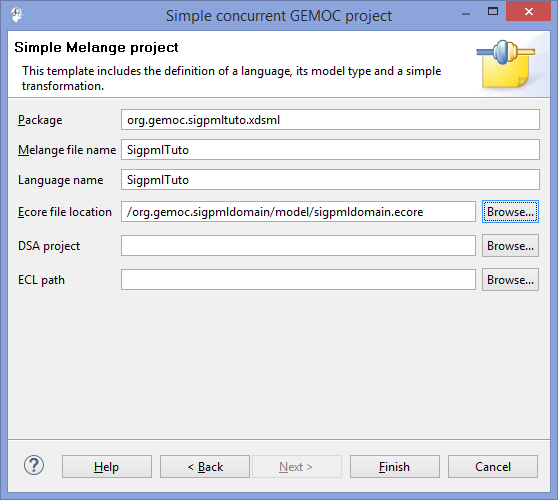 Simple concurrent GEMOC project
Simple Melange project
This template includes the definition of a language, its model type and a simple
transformation.
Package org.gemoc.sigpmltuto.xdsml
Melange file name SigpmlTuto
Language name SigpmlTuto
Ecore file location /org.gemoc.sigpmldomain/model/sigpmldomain.ecore Browse...
DSA project Browse...
ECL path Browse...
? Help < Back Next > Finish Cancel